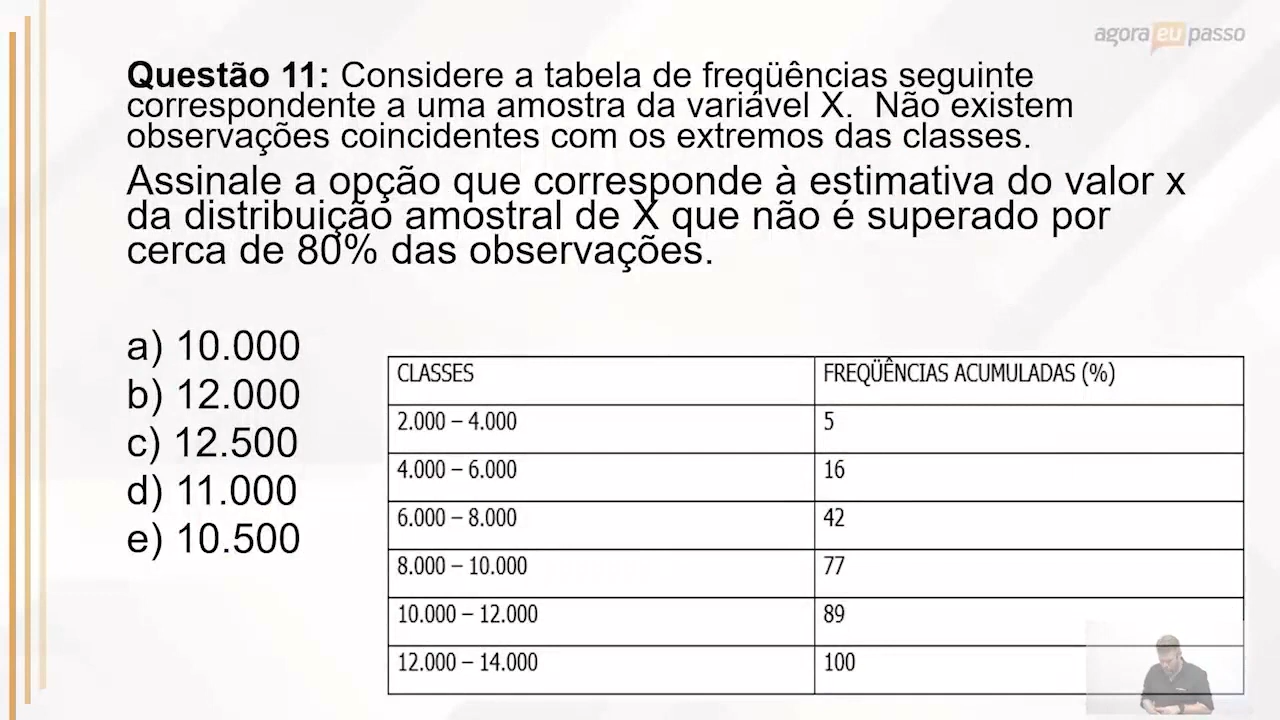 agora eu passo
Questão 11: Considere a tabela de freqüências seguinte
correspondente a uma amostra da variável X.  Não existem
observações coincidentes com os extremos das classes.
Assinale a opção que corresponde à estimativa do valor x
da distribuição amostral de X que não é superado por
cerca de 80% das observações.
a) 10.000
b) 12.000
c) 12.500
d) 11.000
e) 10.500
CLASSES FREQÜÊNCIAS ACUMULADAS (%)
2.000 – 4.000 5
4.000 – 6.000 16
6.000 – 8.000 42
8.000 – 10.000 77
10.000 – 12.000 89
12.000 – 14.000 100